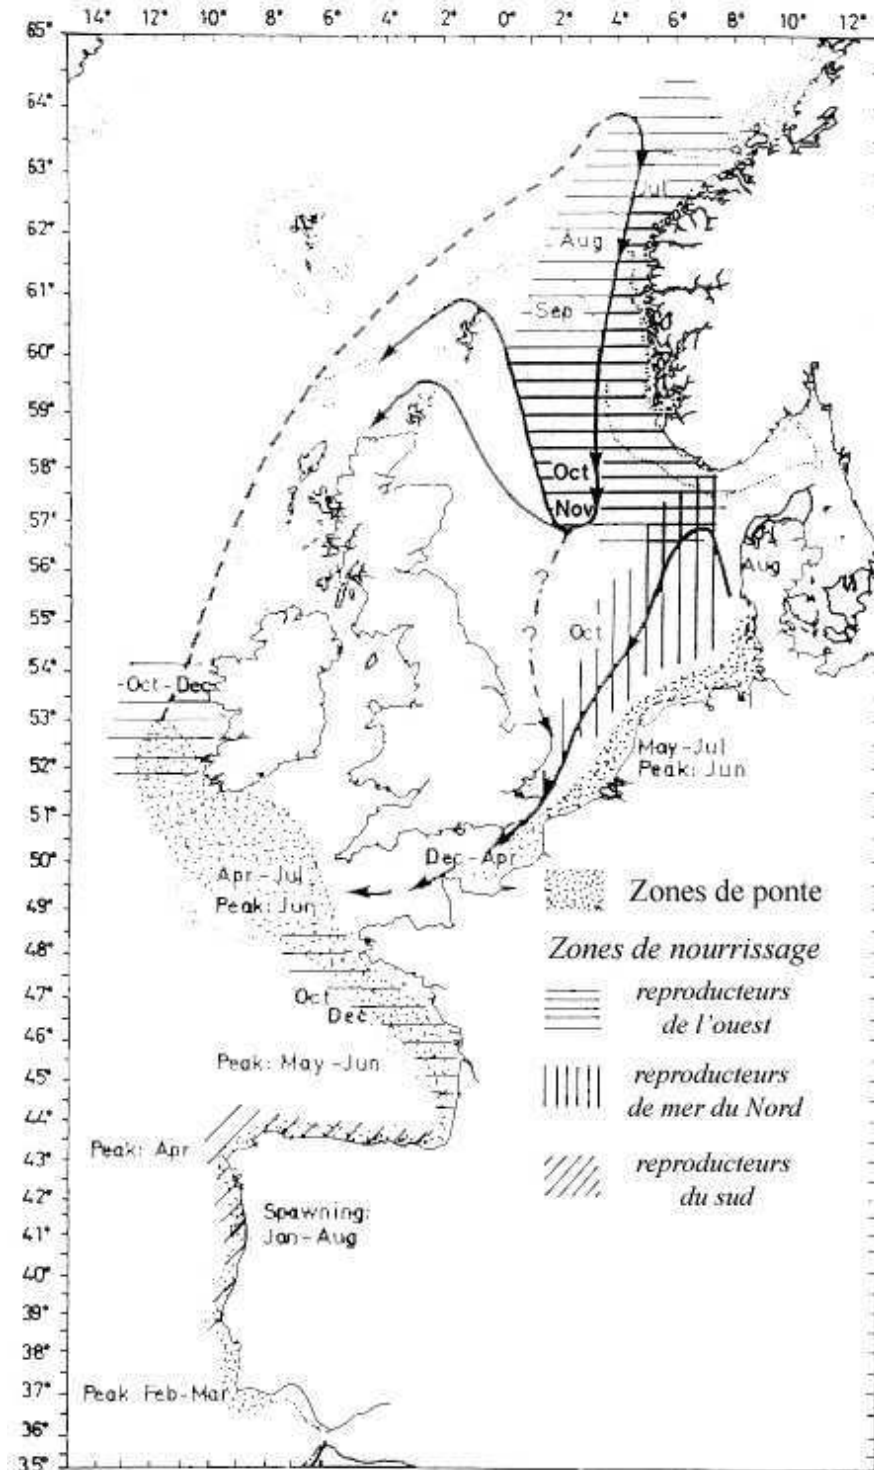 14° 12° 10° 8° 6° 4° 2° 0° 2° 4° 6° 8° 10° 12°
65°
64°
63°
62°
61°
60°
59°
58°
57°
56°
55°
54°
53°
52°
51°
50°
49°
48°
47°
46°
45°
44°
43°
42°
41°
40°
39°
38°
37°
36°
35°
Jul
Aug
Sep
Oct
Nov
Aug
?
?
Oct
Oct-Dec
May-Jul
Peak: Jun
Dec-Apr
Apr-Jul
Peak: Jun
Oct
Dec
Peak: May-Jun
Peak: Apr
Spawning:
Jan-Aug
Peak Feb-Mar
Zones de ponte
Zones de nourrissage
reproducteurs
de l'ouest
reproducteurs
de mer du Nord
reproducteurs
du sud